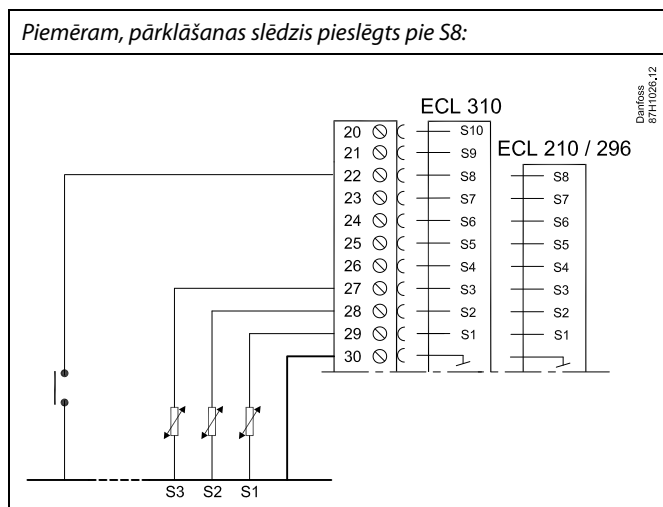 Piemēram, pārklāšanas slēdzis pieslēgts pie S8:
Danfoss
87H1026.12
ECL 310
ECL 210 / 296
20 S10
21 S9
22 S8 S8
23 S7 S7
24 S6 S6
25 S5 S5
26 S4 S4
27 S3 S3
28 S2 S2
29 S1 S1
30
S3 S2 S1